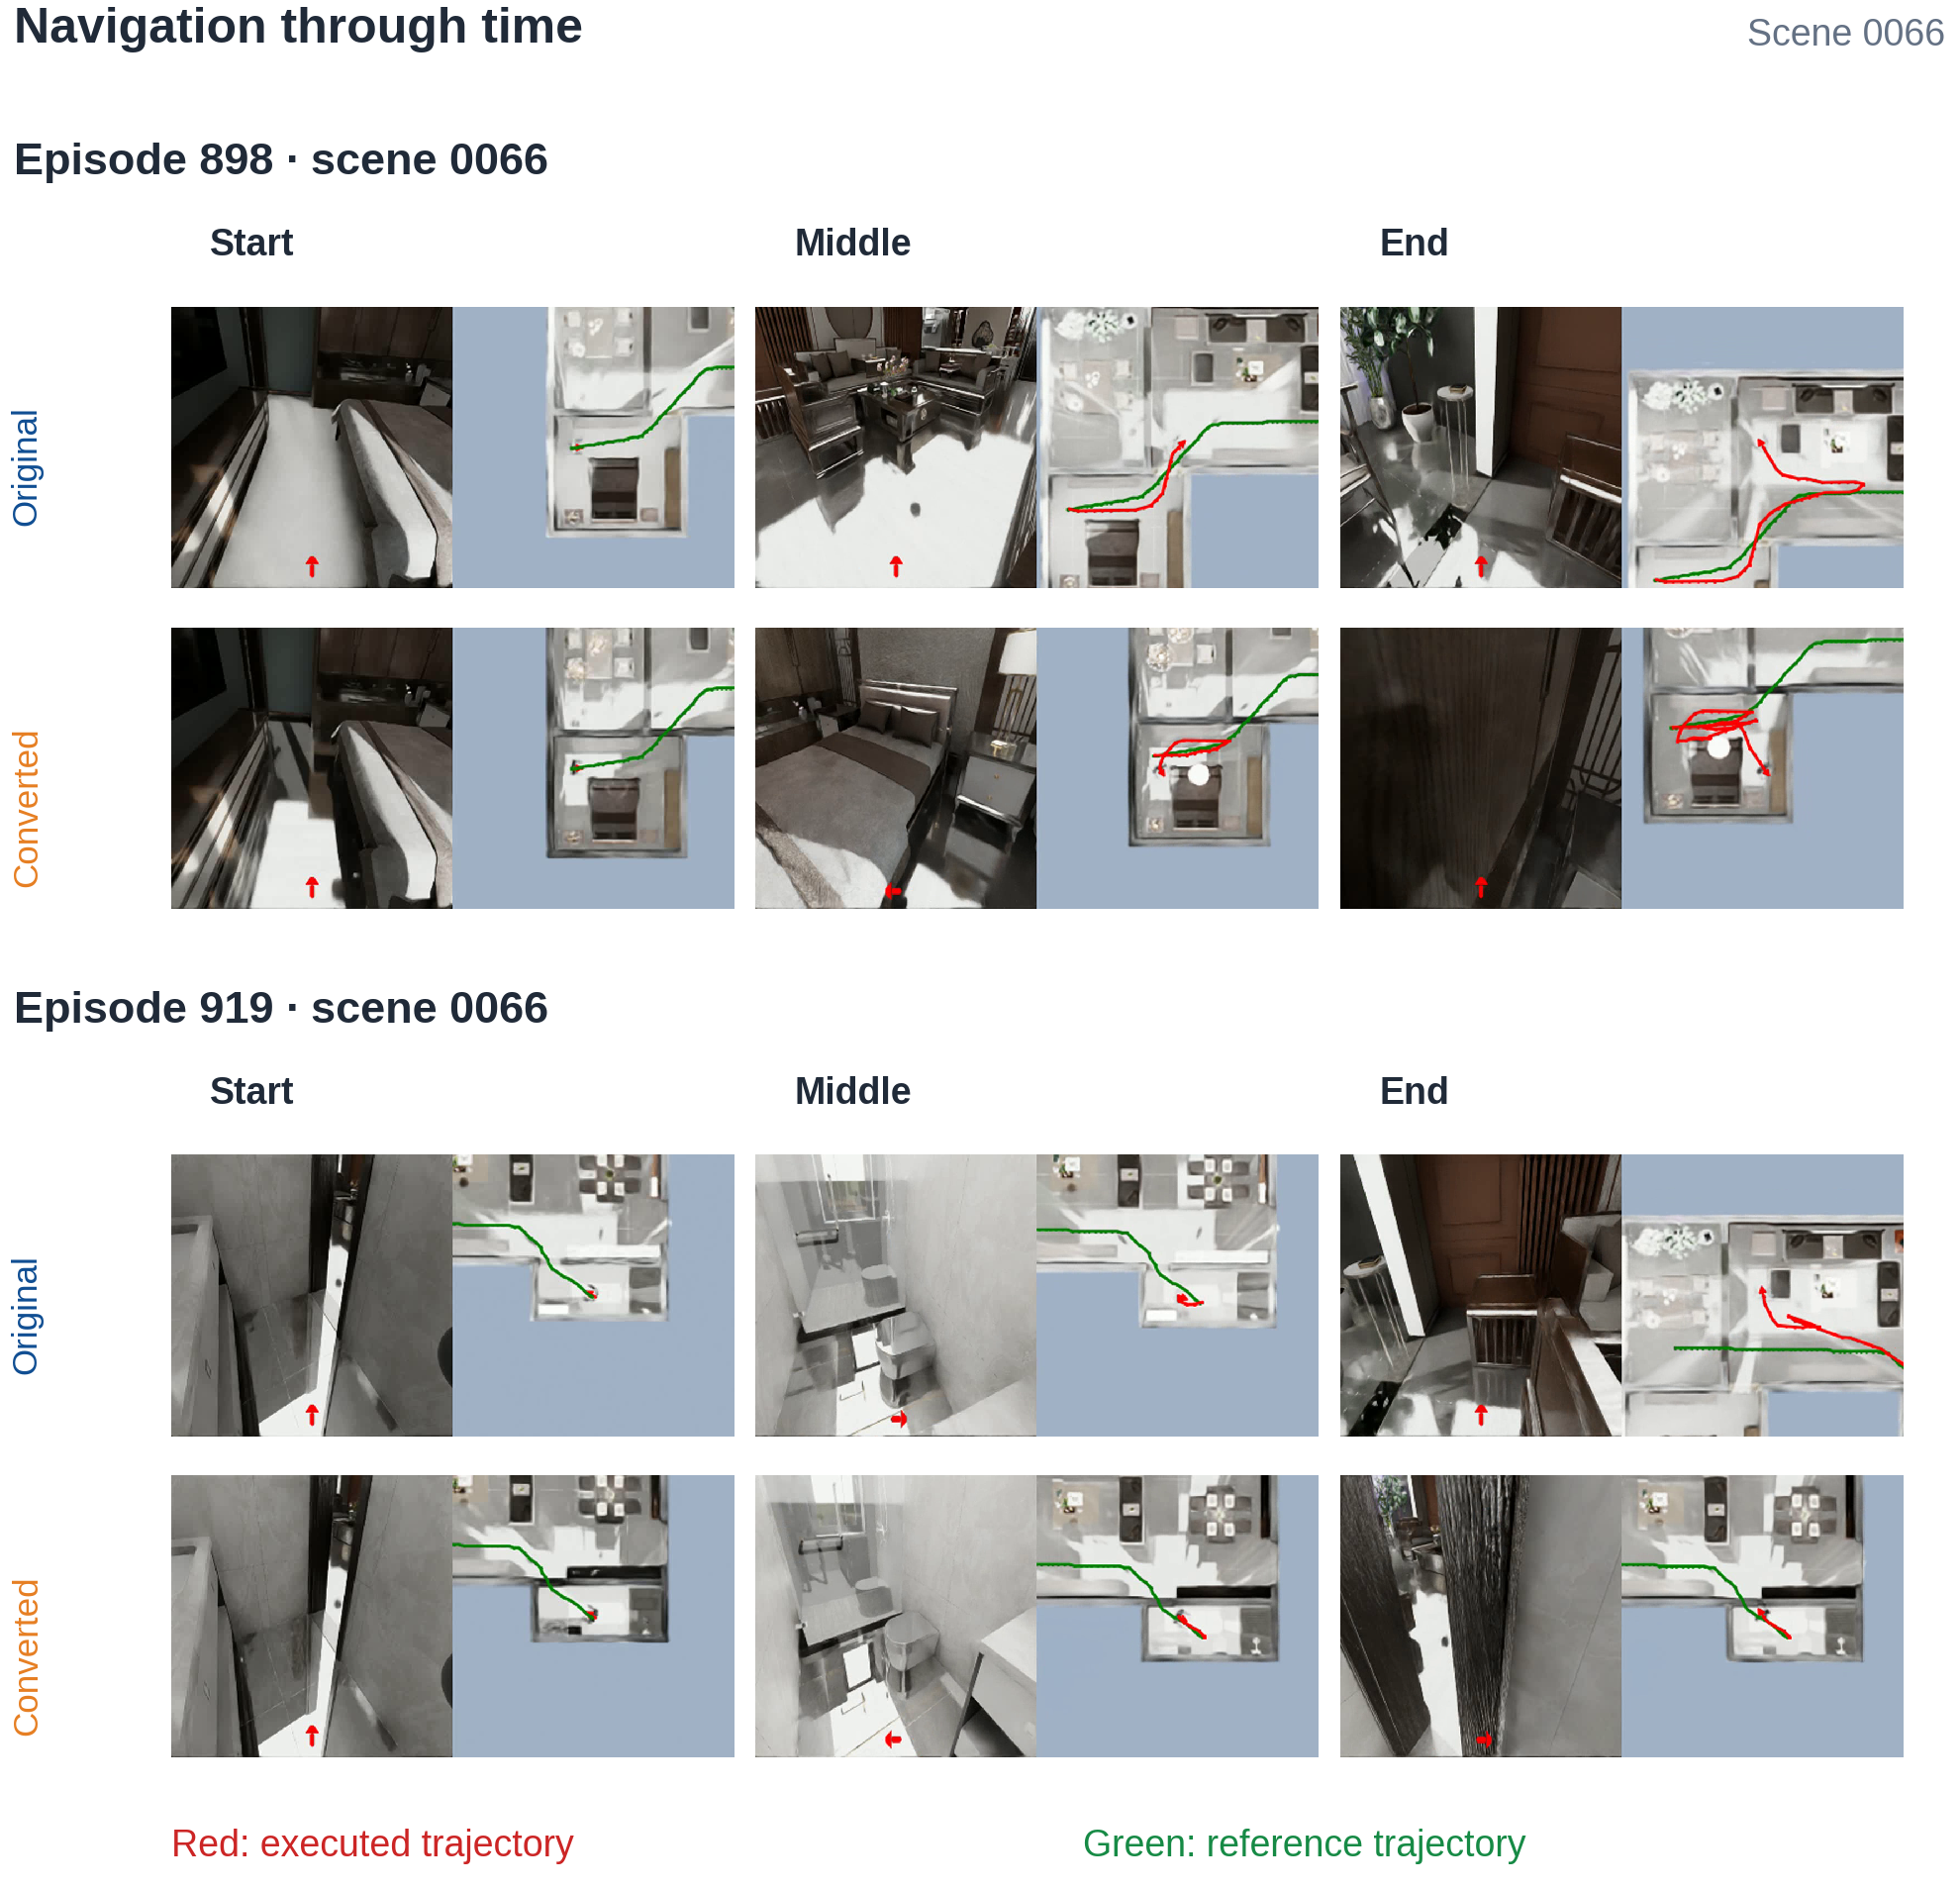 Navigation through time
Scene 0066
Episode 898 · scene 0066
Start
Middle
End
Original
Converted
Episode 919 · scene 0066
Start
Middle
End
Original
Converted
Red: executed trajectory
Green: reference trajectory